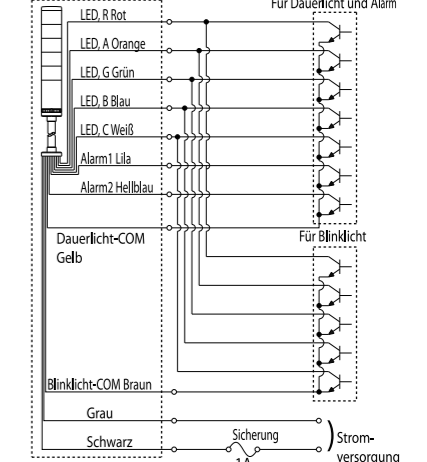 Für Dauerlicht und Alarm
LED, R Rot
LED, A Orange
LED, G Grün
LED, B Blau
LED, C Weiß
Alarm1 Lila
Alarm2 Hellblau
Dauerlicht-COM
Gelb
Für Blinklicht
Blinklicht-COM Braun
Grau
Schwarz
Sicherung
1A
Strom-
versorgung